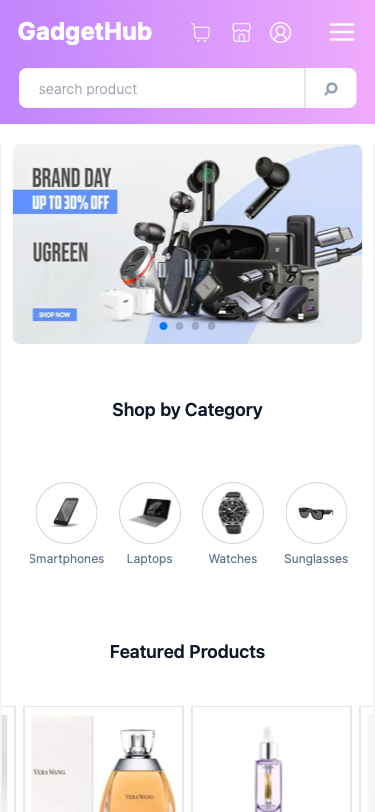 GadgetHub
search product
BRAND DAY
UP TO 30% OFF
UGREEN
SHOP NOW
Shop by Category
Smartphones
Laptops
Watches
Sunglasses
Featured Products
VERA WANG
VERA WANG